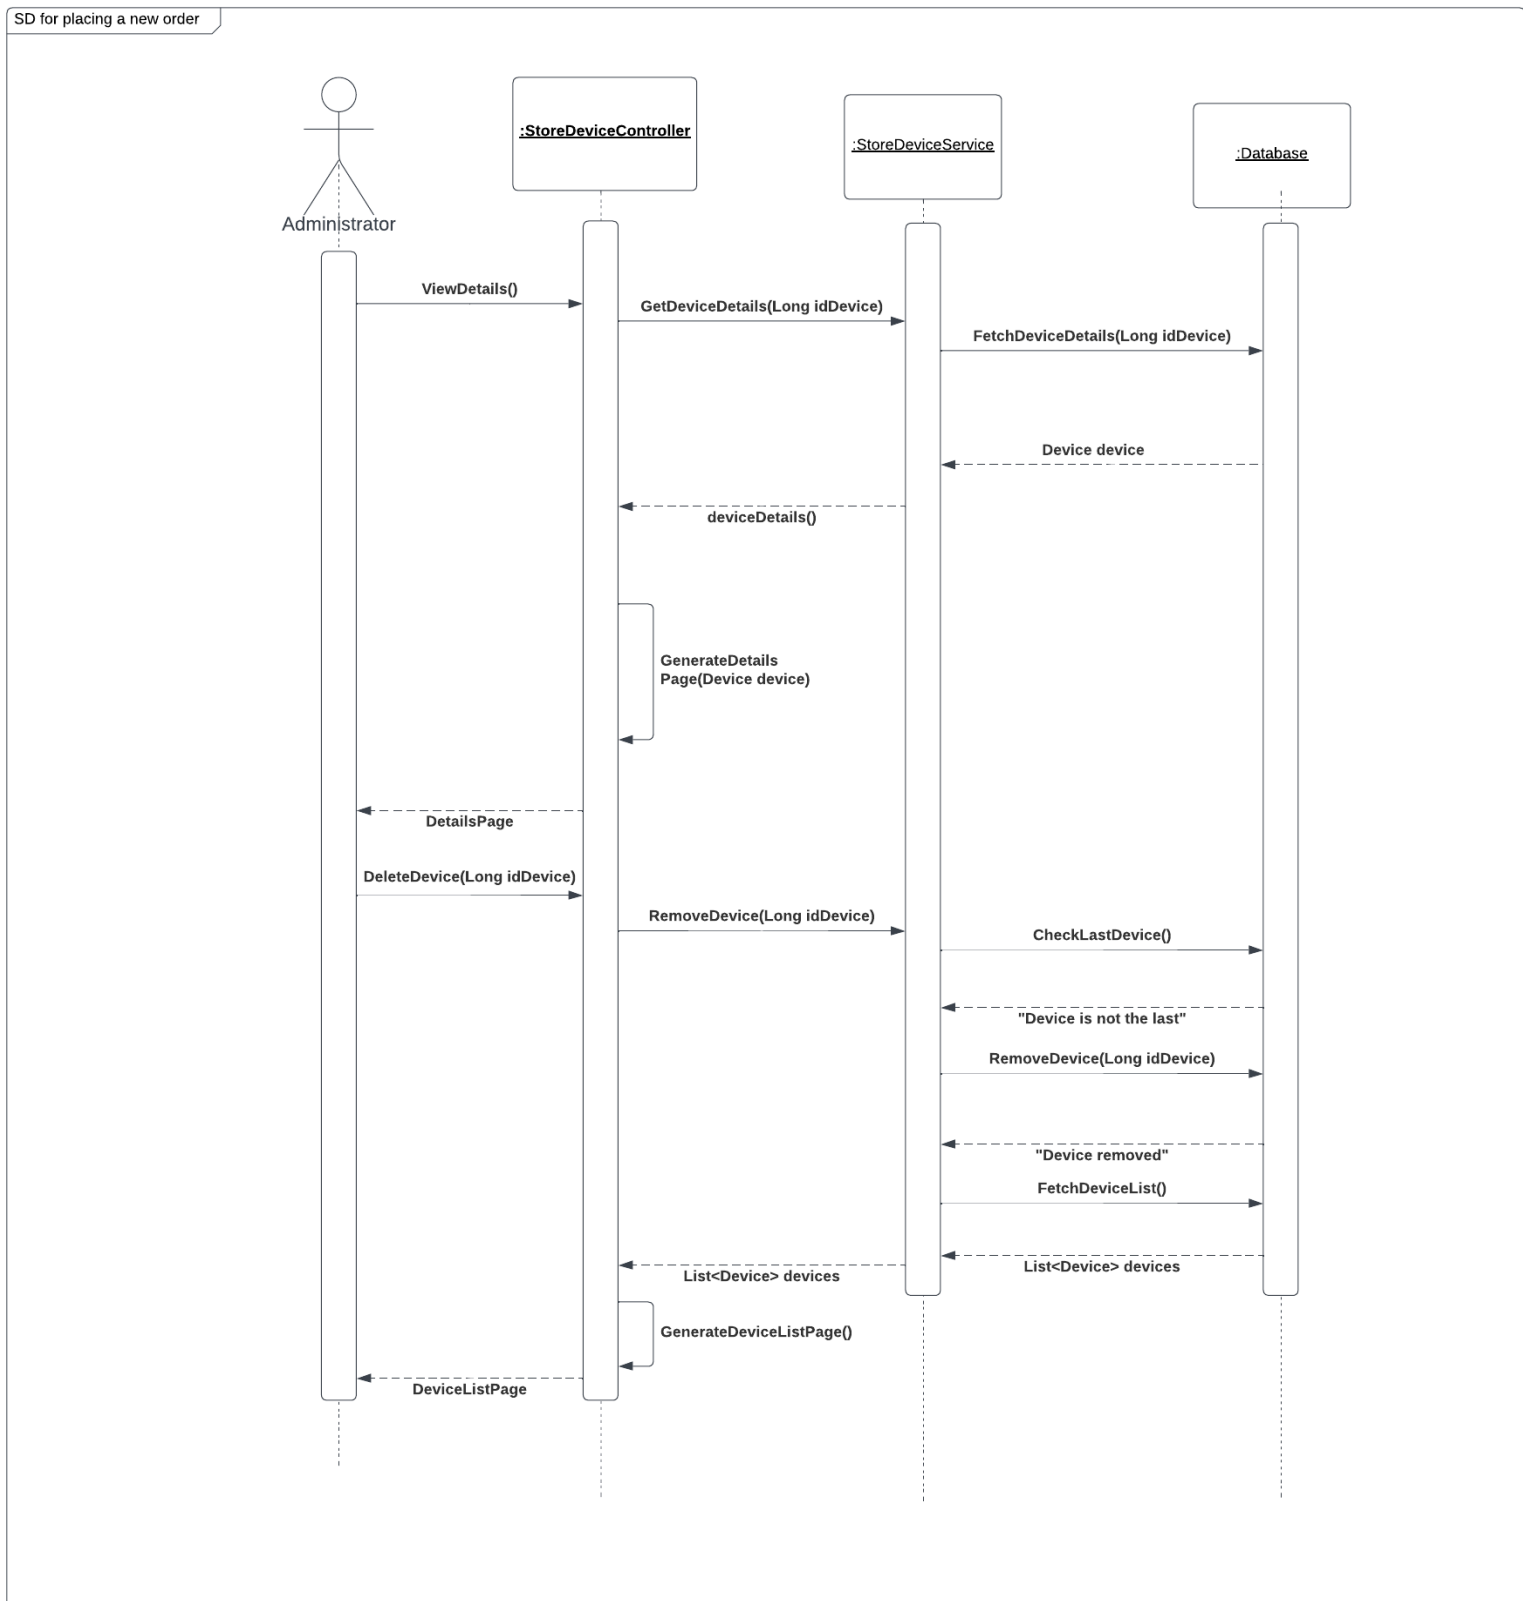 SD for placing a new order
:StoreDeviceController
:StoreDeviceService
:Database
Administrator
ViewDetails()
GetDeviceDetails(Long idDevice)
FetchDeviceDetails(Long idDevice)
Device device
deviceDetails()
GenerateDetails
Page(Device device)
DetailsPage
DeleteDevice(Long idDevice)
RemoveDevice(Long idDevice)
CheckLastDevice()
"Device is not the last"
RemoveDevice(Long idDevice)
"Device removed"
FetchDeviceList()
List<Device> devices
List<Device> devices
GenerateDeviceListPage()
DeviceListPage